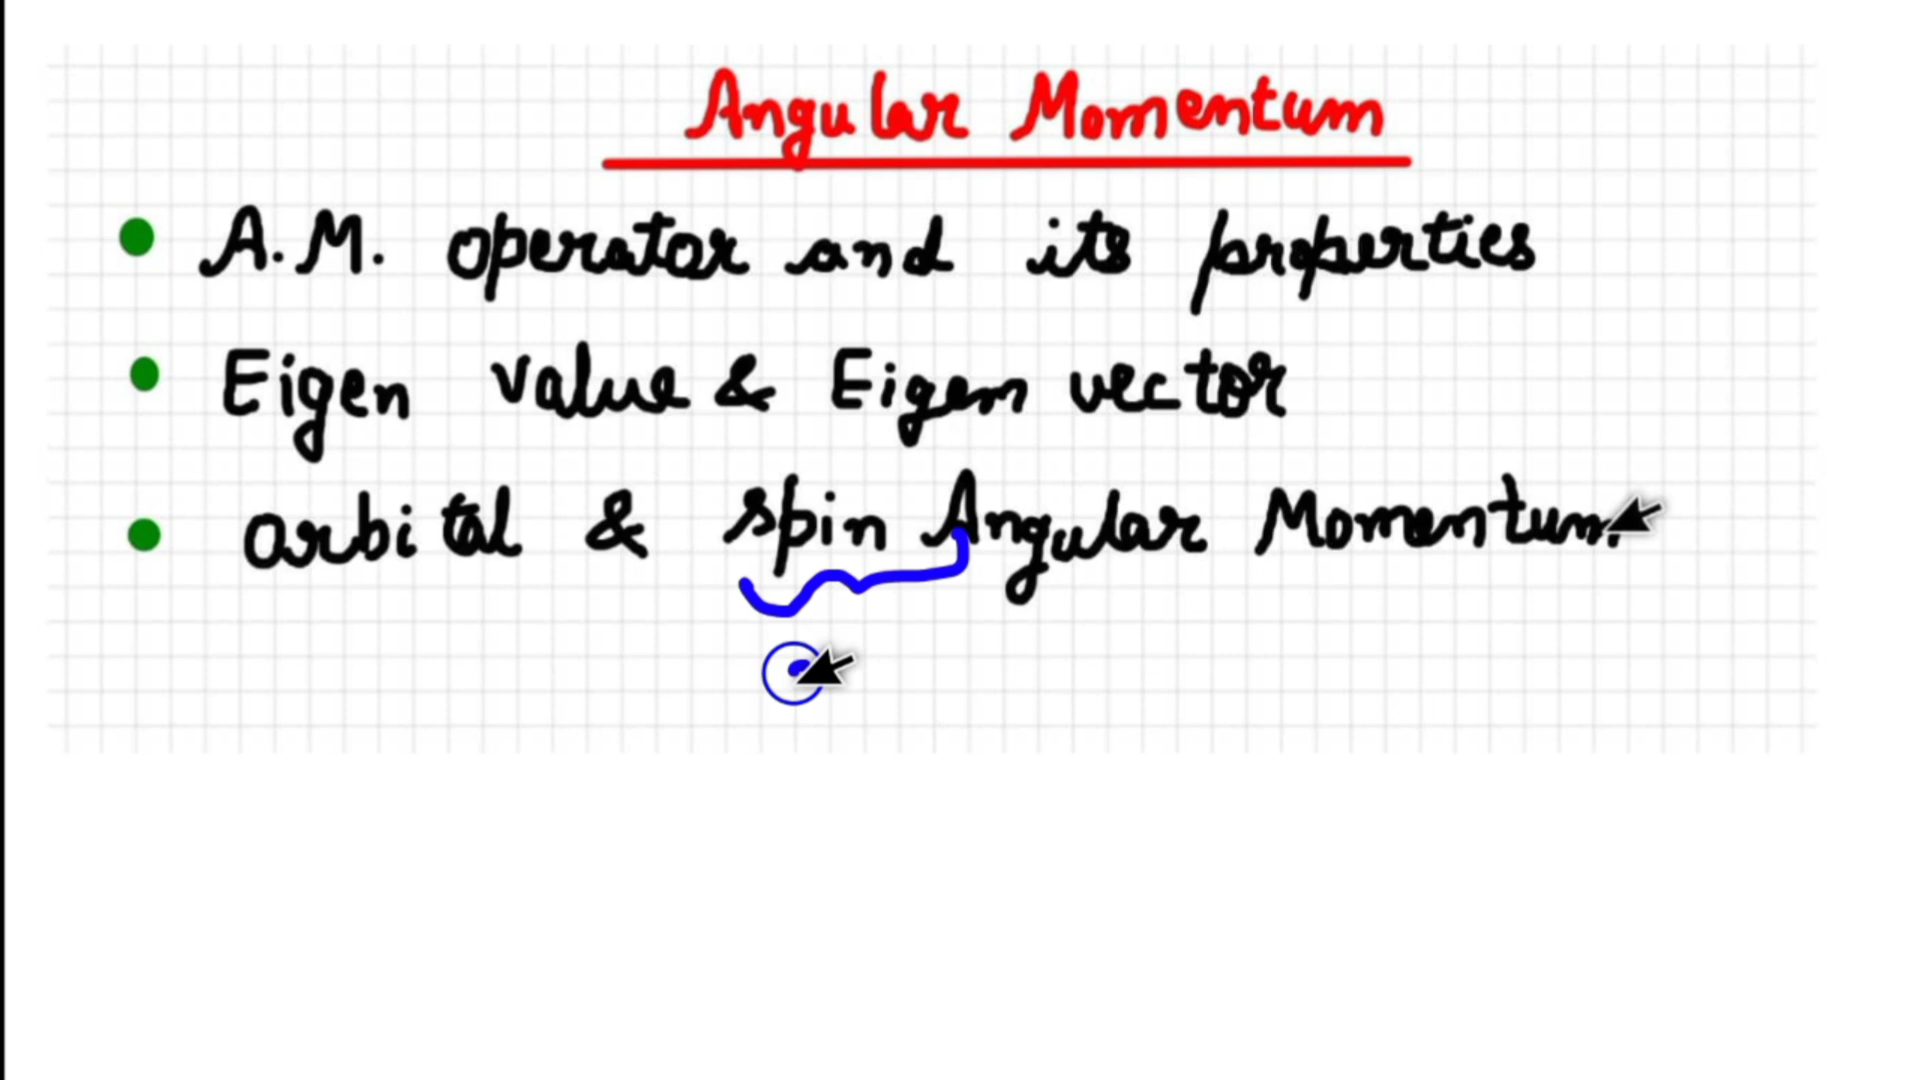 Angular Momentum
A.M. operator and its properties
Eigen value & Eigen vector
orbital & spin Angular Momentum.